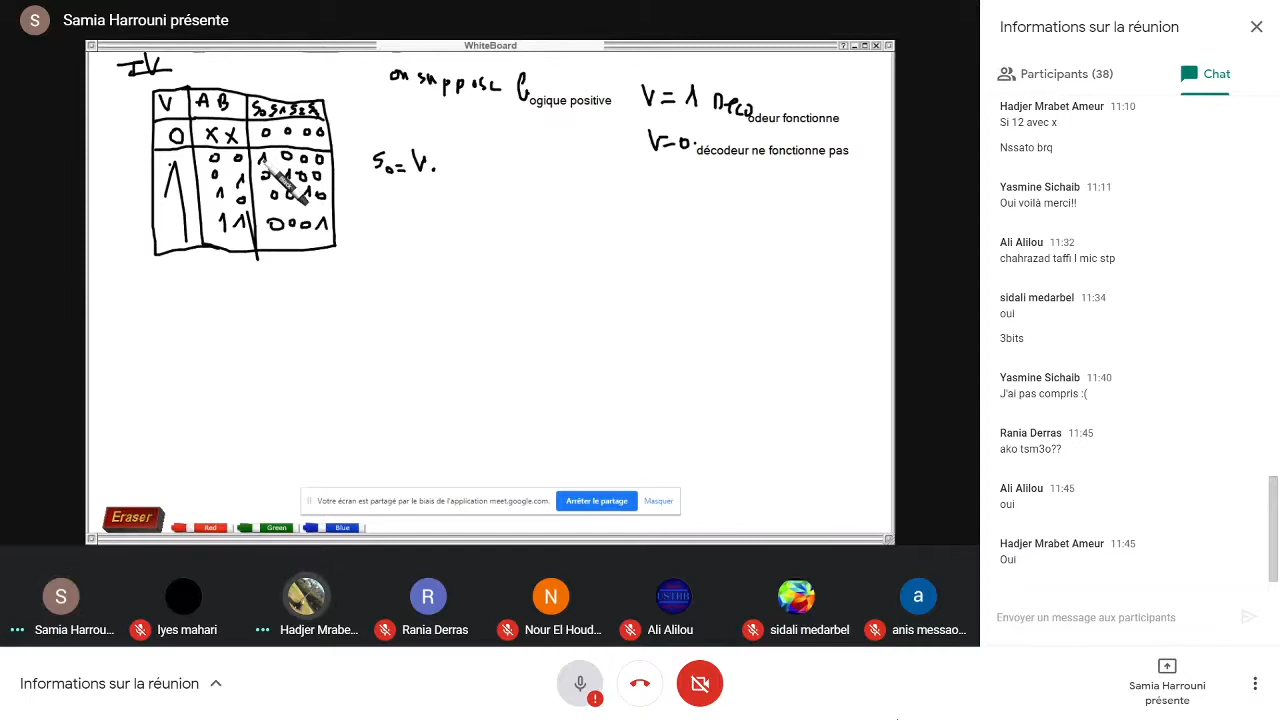 S Samia Harrouni présente
WhiteBoard
IV
on suppose Logique positive
V = 1 Decoodeur fonctionne
V=0. décodeur ne fonctionne pas
V A B S0 S1 S2 S3
0 X X 0 0 0 0
1 0 0 1 0 0 0
0 1 0 1 0 0
1 0 0 0 1 0
1 1 0 0 0 1
S0 = V.
Votre écran est partagé par le biais de l'application meet.google.com. Arrêter le partage Masquer
Eraser Red Green Blue
S R N USTHB a
Samia Harrou... lyes mahari Hadjer Mrabe... Rania Derras Nour El Houd... Ali Alilou sidali medarbel anis messao...
Informations sur la réunion
Samia Harrouni
présente
Informations sur la réunion
Participants (38) Chat
Hadjer Mrabet Ameur 11:10
Si 12 avec x
Nssato brq
Yasmine Sichaib 11:11
Oui voilà merci!!
Ali Alilou 11:32
chahrazad taffi l mic stp
sidali medarbel 11:34
oui
3bits
Yasmine Sichaib 11:40
J'ai pas compris :(
Rania Derras 11:45
ako tsm3o??
Ali Alilou 11:45
oui
Hadjer Mrabet Ameur 11:45
Oui
Envoyer un message aux participants